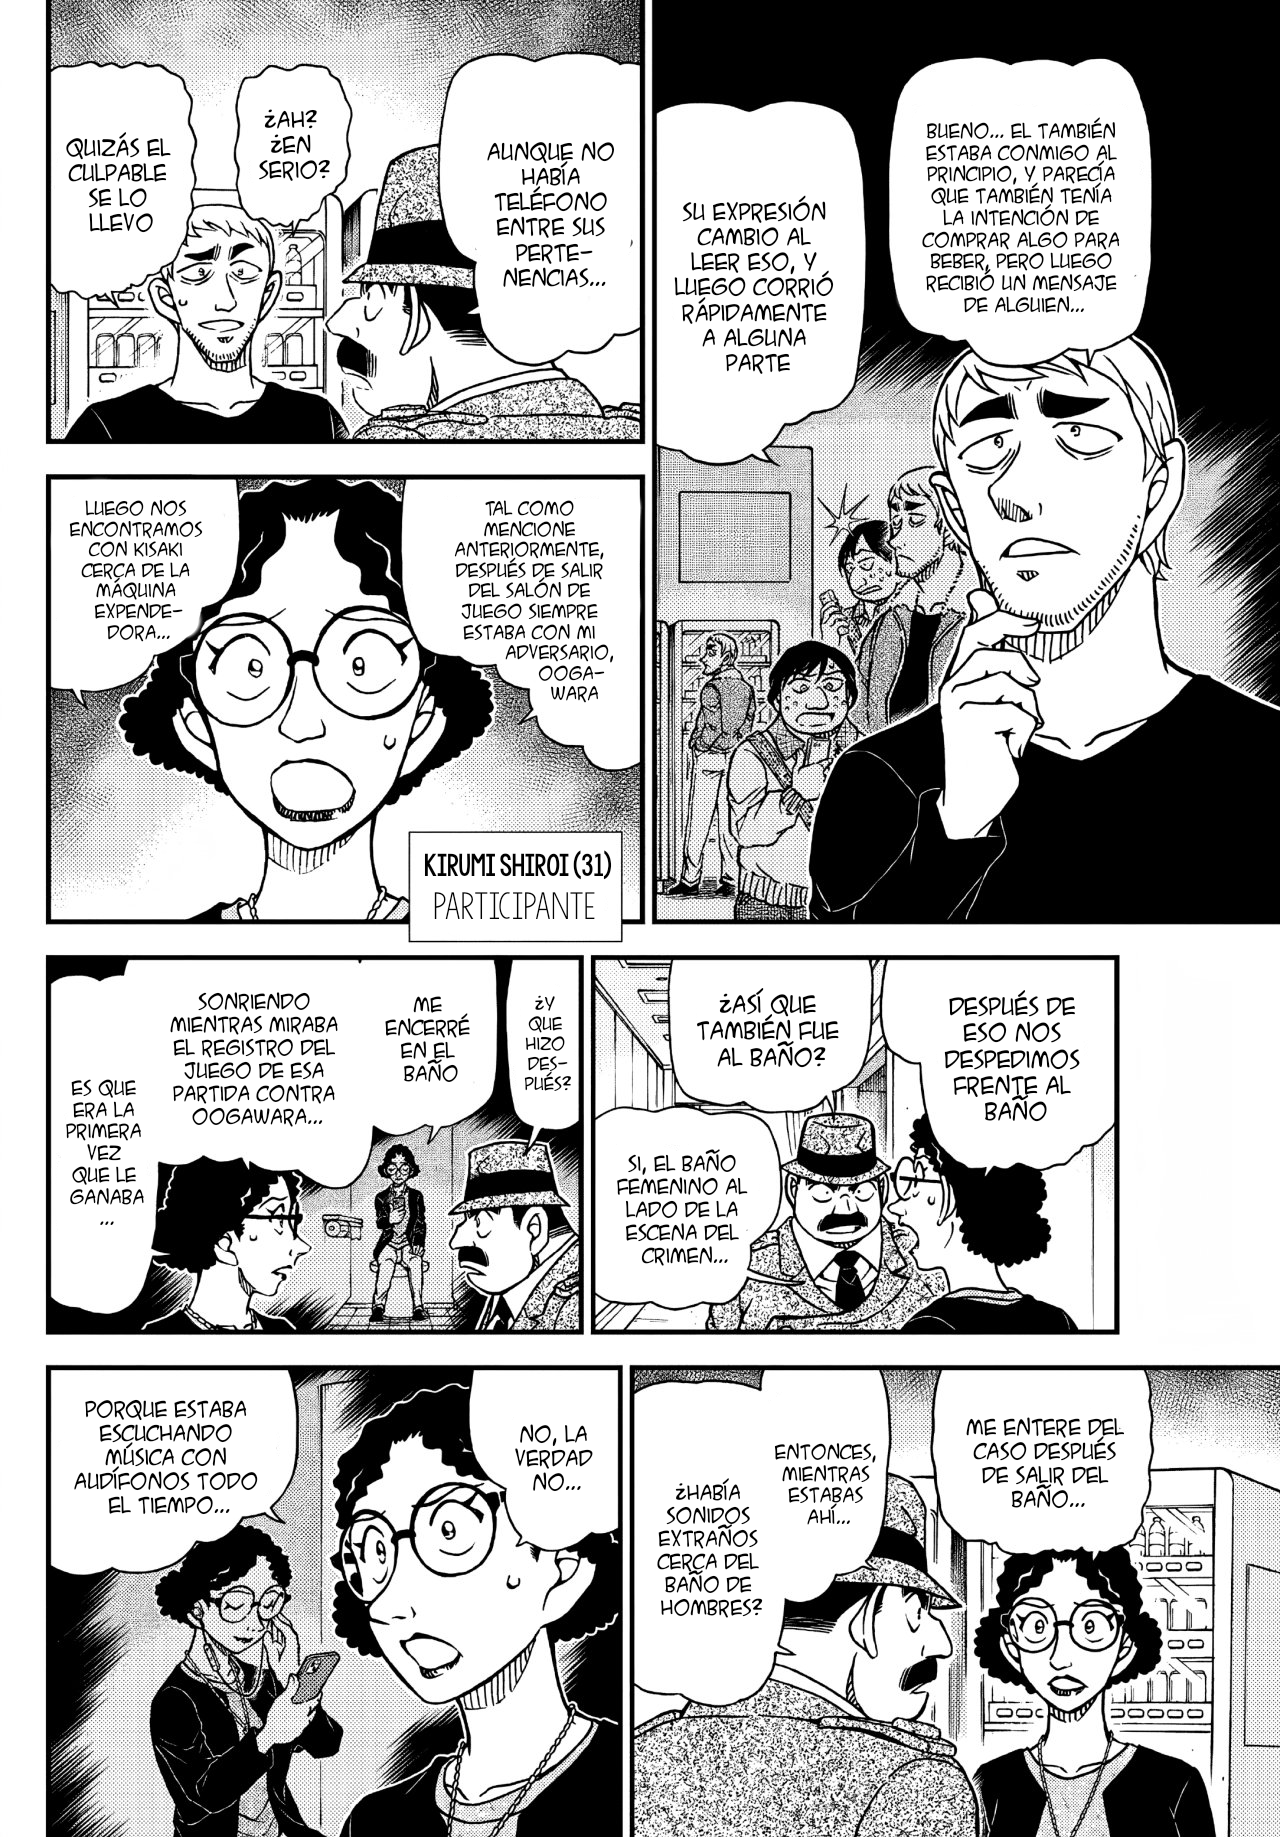 BUENO... EL TAMBIÉN
ESTABA CONMIGO AL
PRINCIPIO, Y PARECÍA
QUE TAMBIÉN TENÍA
LA INTENCIÓN DE
COMPRAR ALGO PARA
BEBER, PERO LUEGO
RECIBIÓ UN MENSAJE
DE ALGUIEN...
SU EXPRESIÓN
CAMBIO AL
LEER ESO, Y
LUEGO CORRIÓ
RÁPIDAMENTE
A ALGUNA
PARTE
AUNQUE NO
HABÍA
TELÉFONO
ENTRE SUS
PERTE-
NENCIAS...
¿AH?
¿EN
SERIO?
QUIZÁS EL
CULPABLE
SE LO
LLEVO
TAL COMO
MENCIONE
ANTERIORMENTE,
DESPUÉS DE SALIR
DEL SALÓN DE
JUEGO SIEMPRE
ESTABA CON MI
ADVERSARIO,
OOGA-
WARA
LUEGO NOS
ENCONTRAMOS
CON KISAKI
CERCA DE LA
MÁQUINA
EXPENDE-
DORA...
KIRUMI SHIROI (31)
PARTICIPANTE
DESPUÉS DE
ESO NOS
DESPEDIMOS
FRENTE AL
BAÑO
¿ASÍ QUE
TAMBIÉN FUE
AL BAÑO?
SI, EL BAÑO
FEMENINO AL
LADO DE LA
ESCENA DEL
CRIMEN...
¿Y
QUE
HIZO
DES-
PUÉS?
ME
ENCERRÉ
EN EL
BAÑO
SONRIENDO
MIENTRAS MIRABA
EL REGISTRO DEL
JUEGO DE ESA
PARTIDA CONTRA
OOGAWARA...
ES QUE
ERA LA
PRIMERA
VEZ
QUE LE
GANABA
...
ME ENTERE DEL
CASO DESPUÉS
DE SALIR DEL
BAÑO...
ENTONCES,
MIENTRAS
ESTABAS
AHÍ...
¿HABÍA
SONIDOS
EXTRAÑOS
CERCA DEL
BAÑO DE
HOMBRES?
NO, LA
VERDAD
NO...
PORQUE ESTABA
ESCUCHANDO
MÚSICA CON
AUDÍFONOS TODO
EL TIEMPO...